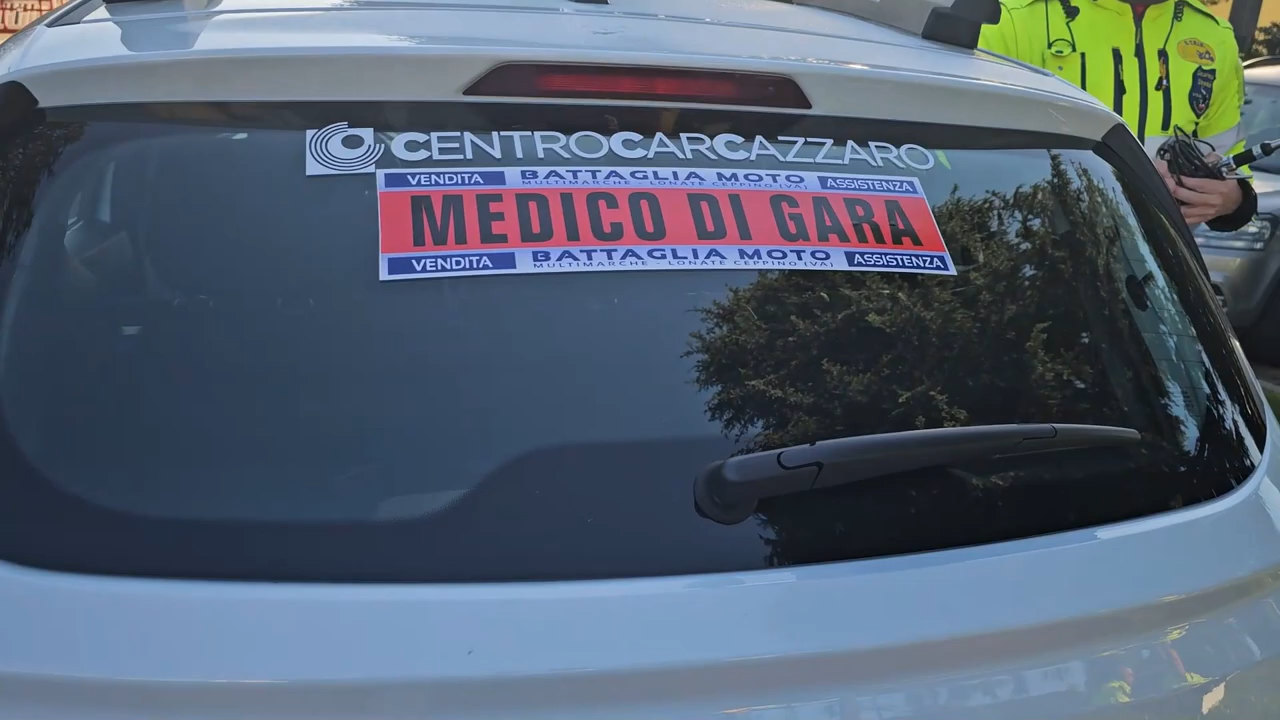 CENTROCARCAZZARO
VENDITA BATTAGLIA MOTO ASSISTENZA
MULTIMARCHE - LONATE CEPPINO (VA)
MEDICO DI GARA
VENDITA BATTAGLIA MOTO ASSISTENZA
MULTIMARCHE - LONATE CEPPINO (VA)